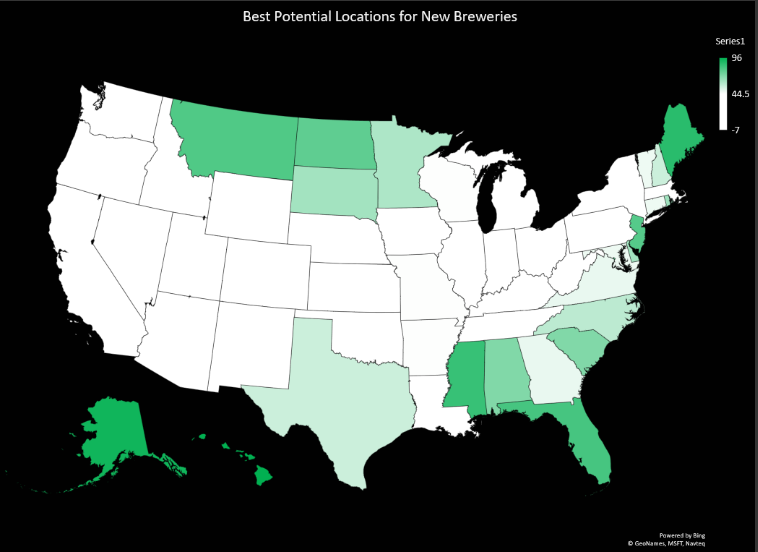 Best Potential Locations for New Breweries
Series1
96
44.5
-7
Powered by Bing
© GeoNames, MSFT, Navteq